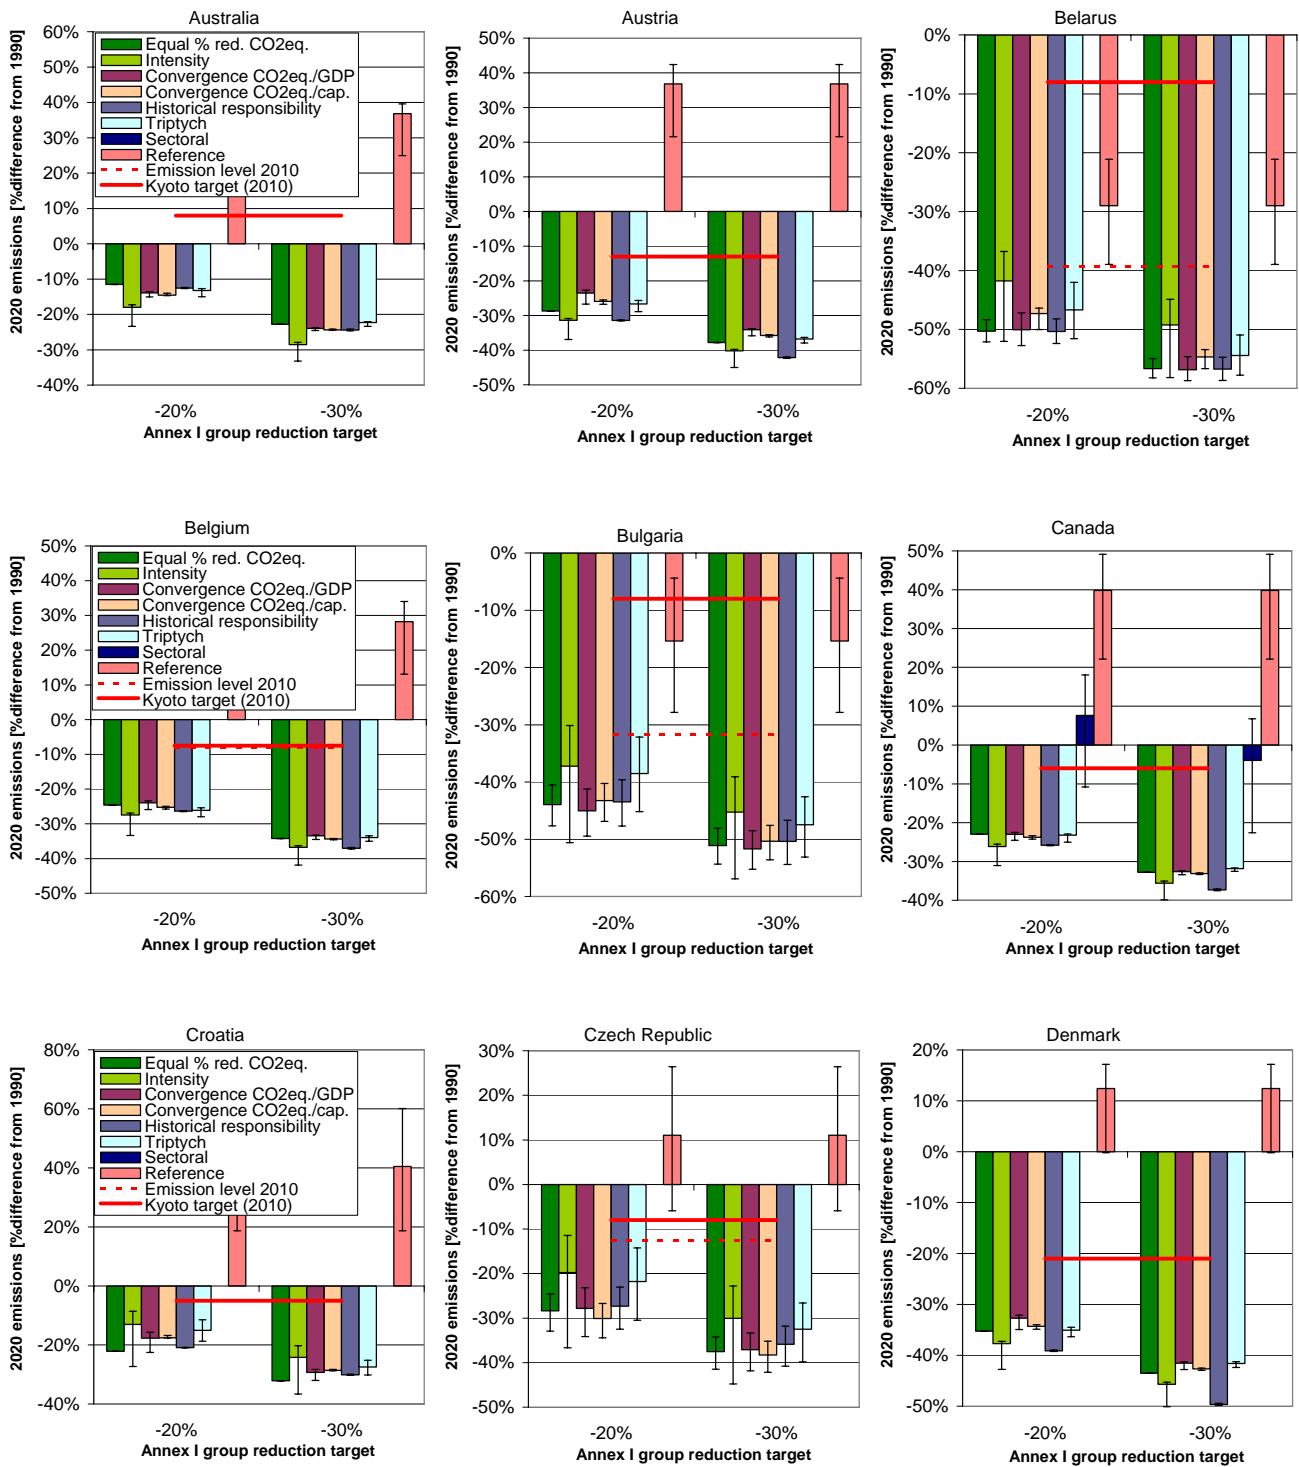 Australia
2020 emissions [%difference from 1990]
60%
50%
40%
30%
20%
10%
0%
-10%
-20%
-30%
-40%
Equal % red. CO2eq.
Intensity
Convergence CO2eq./GDP
Convergence CO2eq./cap.
Historical responsibility
Triptych
Sectoral
Reference
Emission level 2010
Kyoto target (2010)
-20%
-30%
Annex I group reduction target
Austria
2020 emissions [%difference from 1990]
50%
40%
30%
20%
10%
0%
-10%
-20%
-30%
-40%
-50%
-20%
-30%
Annex I group reduction target
Belarus
2020 emissions [%difference from 1990]
0%
-10%
-20%
-30%
-40%
-50%
-60%
-20%
-30%
Annex I group reduction target
Belgium
2020 emissions [%difference from 1990]
50%
40%
30%
20%
10%
0%
-10%
-20%
-30%
-40%
-50%
Equal % red. CO2eq.
Intensity
Convergence CO2eq./GDP
Convergence CO2eq./cap.
Historical responsibility
Triptych
Sectoral
Reference
Emission level 2010
Kyoto target (2010)
-20%
-30%
Annex I group reduction target
Bulgaria
2020 emissions [%difference from 1990]
0%
-10%
-20%
-30%
-40%
-50%
-60%
-20%
-30%
Annex I group reduction target
Canada
2020 emissions [%difference from 1990]
50%
40%
30%
20%
10%
0%
-10%
-20%
-30%
-40%
-20%
-30%
Annex I group reduction target
Croatia
2020 emissions [%difference from 1990]
80%
60%
40%
20%
0%
-20%
-40%
Equal % red. CO2eq.
Intensity
Convergence CO2eq./GDP
Convergence CO2eq./cap.
Historical responsibility
Triptych
Sectoral
Reference
Emission level 2010
Kyoto target (2010)
-20%
-30%
Annex I group reduction target
Czech Republic
2020 emissions [%difference from 1990]
30%
20%
10%
0%
-10%
-20%
-30%
-40%
-50%
-20%
-30%
Annex I group reduction target
Denmark
2020 emissions [%difference from 1990]
20%
10%
0%
-10%
-20%
-30%
-40%
-50%
-20%
-30%
Annex I group reduction target